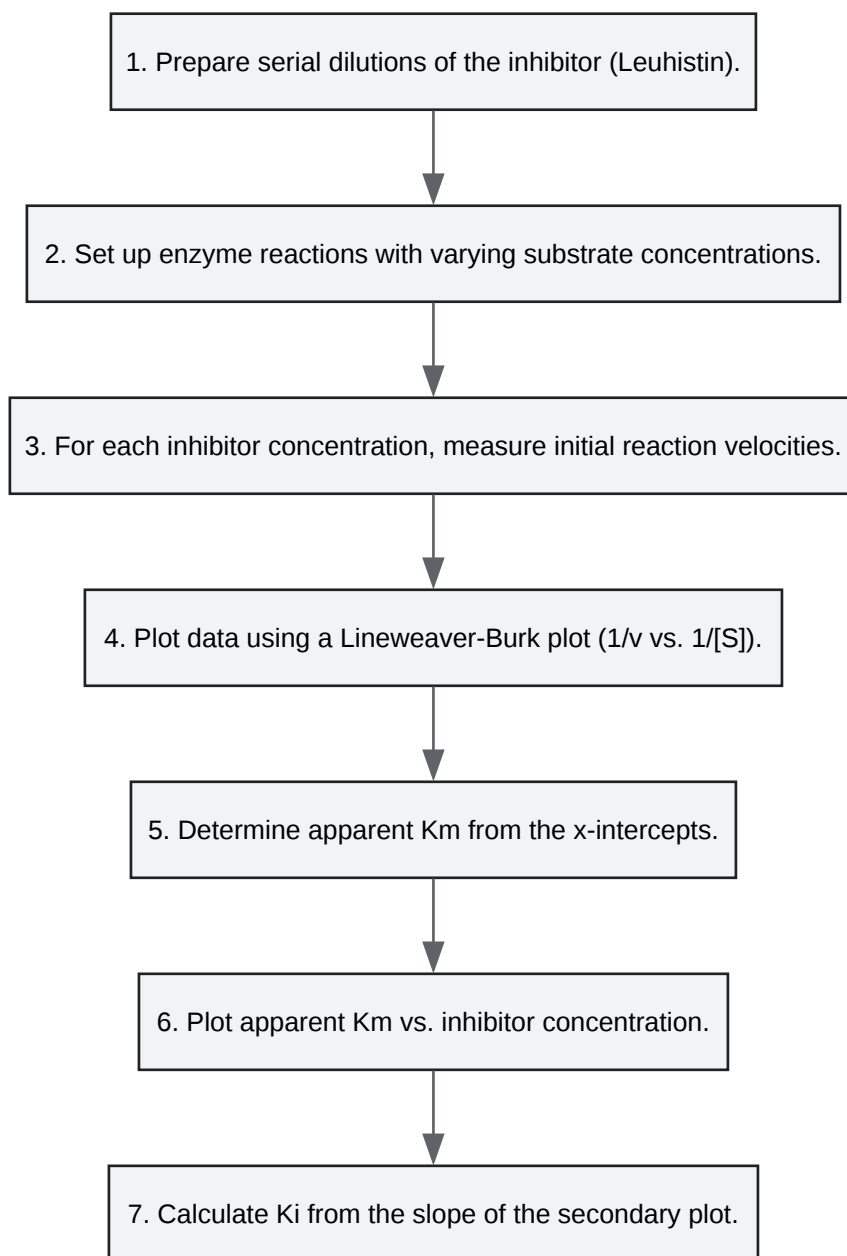 1. Prepare serial dilutions of the inhibitor (Leuhistin).
2. Set up enzyme reactions with varying substrate concentrations.
3. For each inhibitor concentration, measure initial reaction velocities.
4. Plot data using a Lineweaver-Burk plot (1/v vs. 1/[S]).
5. Determine apparent Km from the x-intercepts.
6. Plot apparent Km vs. inhibitor concentration.
7. Calculate Ki from the slope of the secondary plot.